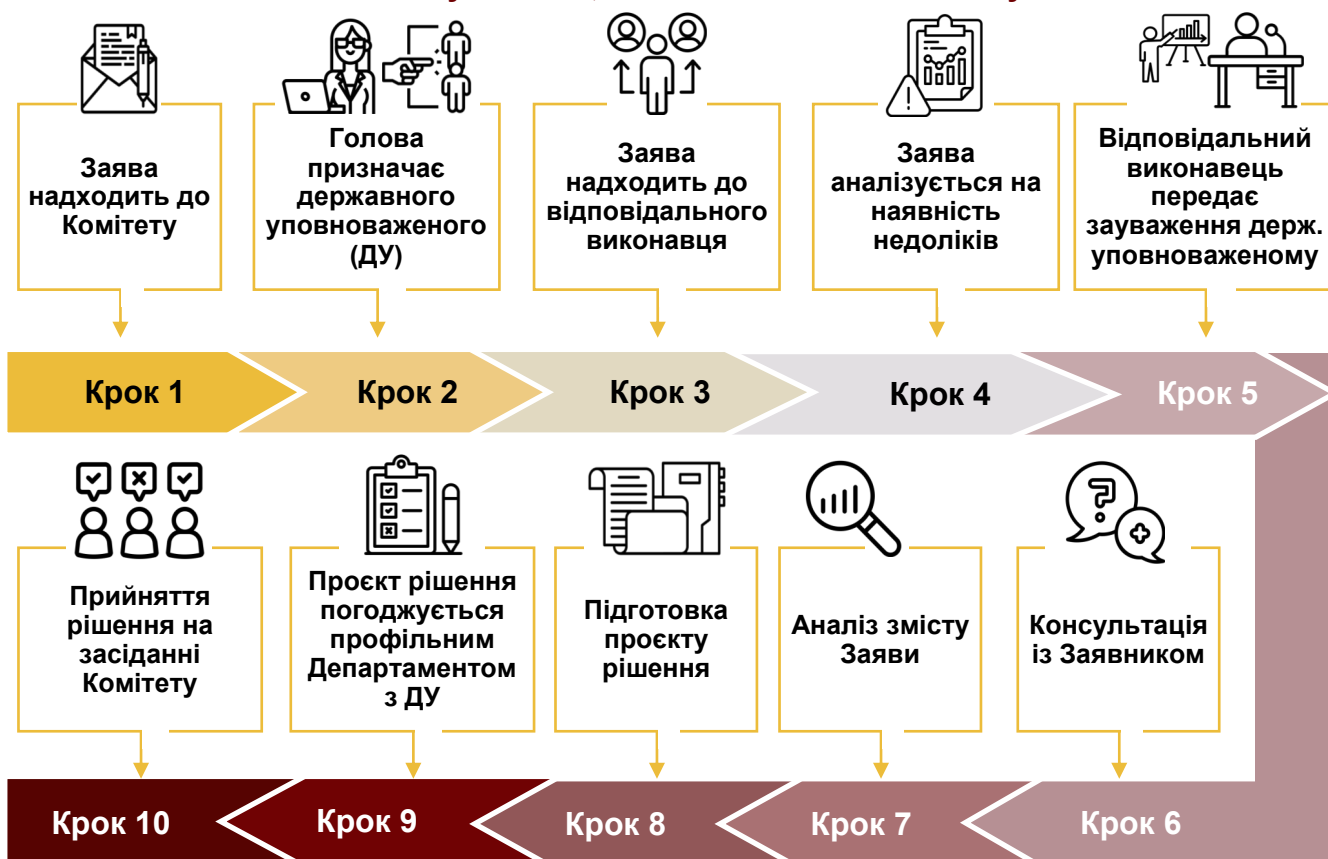 Заява
надходить до
Комітету
Голова
призначає
державного
уповноваженого
(ДУ)
Заява
надходить до
відповідального
виконавця
Заява
аналізується на
наявність
недоліків
Відповідальний
виконавець
передає
зауваження держ.
уповноваженому
Крок 1
Крок 2
Крок 3
Крок 4
Крок 5
Прийняття
рішення на
засіданні
Комітету
Проєкт рішення
погоджується
профільним
Департаментом
з ДУ
Підготовка
проєкту
рішення
Аналіз змісту
Заяви
Консультація
із Заявником
Крок 10
Крок 9
Крок 8
Крок 7
Крок 6